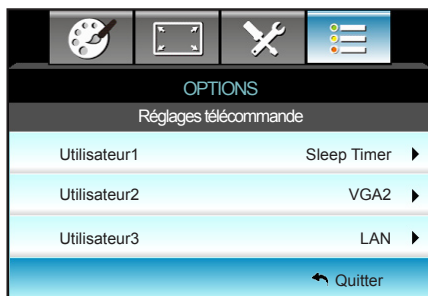 OPTIONS
Réglages télécommande
Utilisateur1 Sleep Timer
Utilisateur2 VGA2
Utilisateur3 LAN
Quitter